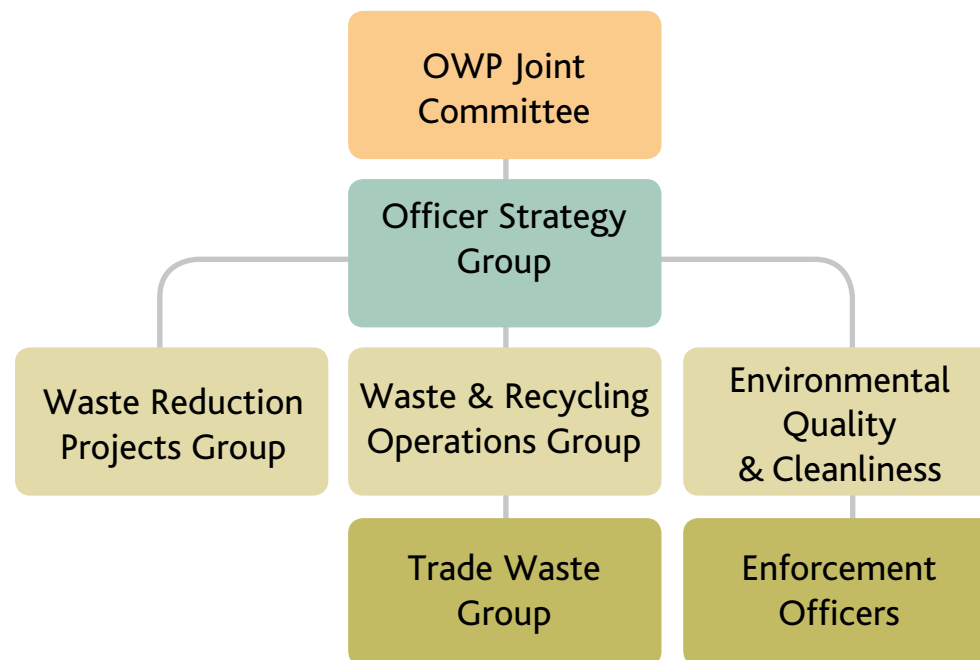 OWP Joint
Committee
Officer Strategy
Group
Waste Reduction
Projects Group
Waste & Recycling
Operations Group
Environmental
Quality
& Cleanliness
Trade Waste
Group
Enforcement
Officers